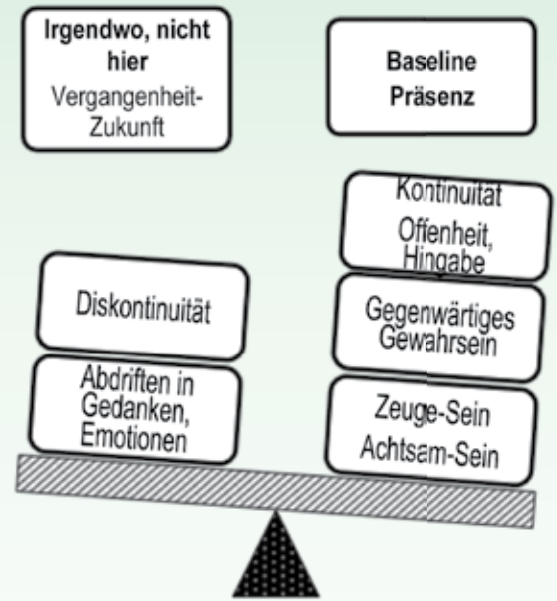 Irgendwo, nicht
hier
Vergangenheit-
Zukunft
Baseline
Präsenz
Diskontinuität
Abdriften in
Gedanken,
Emotionen
Kontinuität
Offenheit,
Hingabe
Gegenwärtiges
Gewahrsein
Zeuge-Sein
Achtsam-Sein